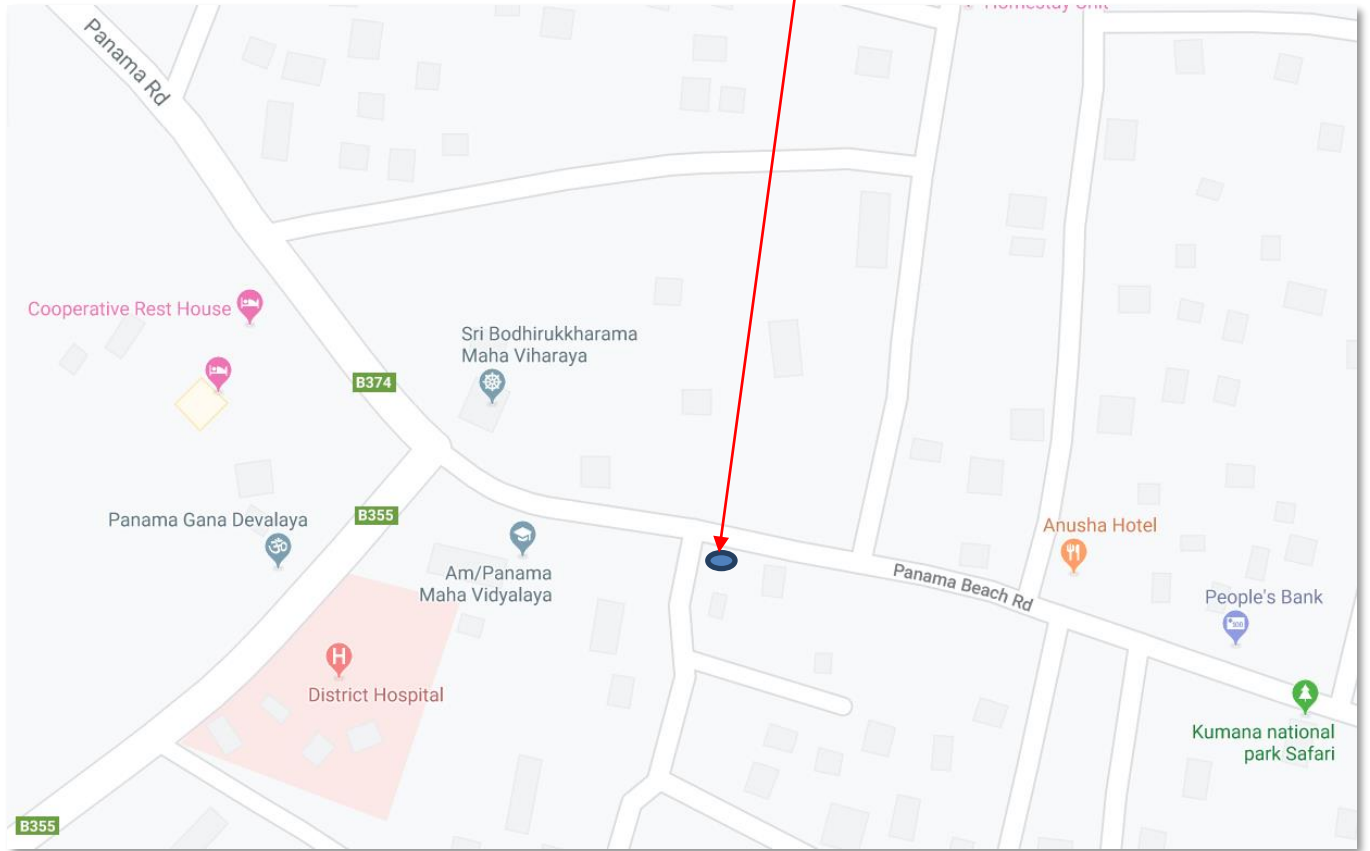 Homestay Unit
Panama Rd
Cooperative Rest House
Sri Bodhirukkharama
Maha Viharaya
B374
Panama Gana Devalaya
B355
Am/Panama
Maha Vidyalaya
Anusha Hotel
Panama Beach Rd
People's Bank
District Hospital
Kumana national
park Safari
B355